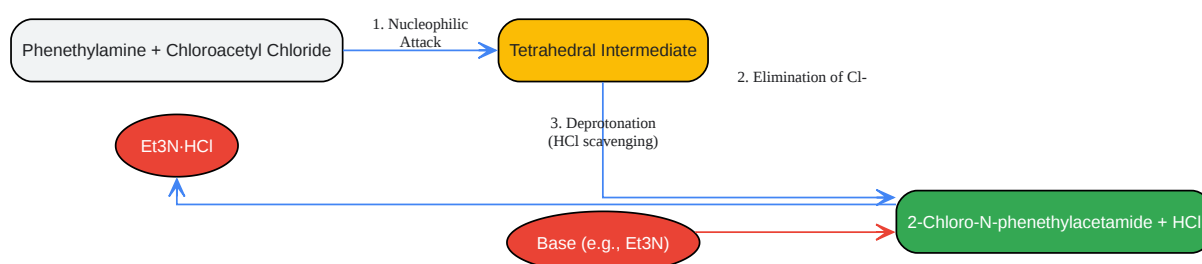 1. Nucleophilic
Attack
Phenethylamine + Chloroacetyl Chloride
Tetrahedral Intermediate
2. Elimination of Cl-
3. Deprotonation
(HCl scavenging)
Et3N·HCl
2-Chloro-N-phenylacetamide + HCl
Base (e.g., Et3N)